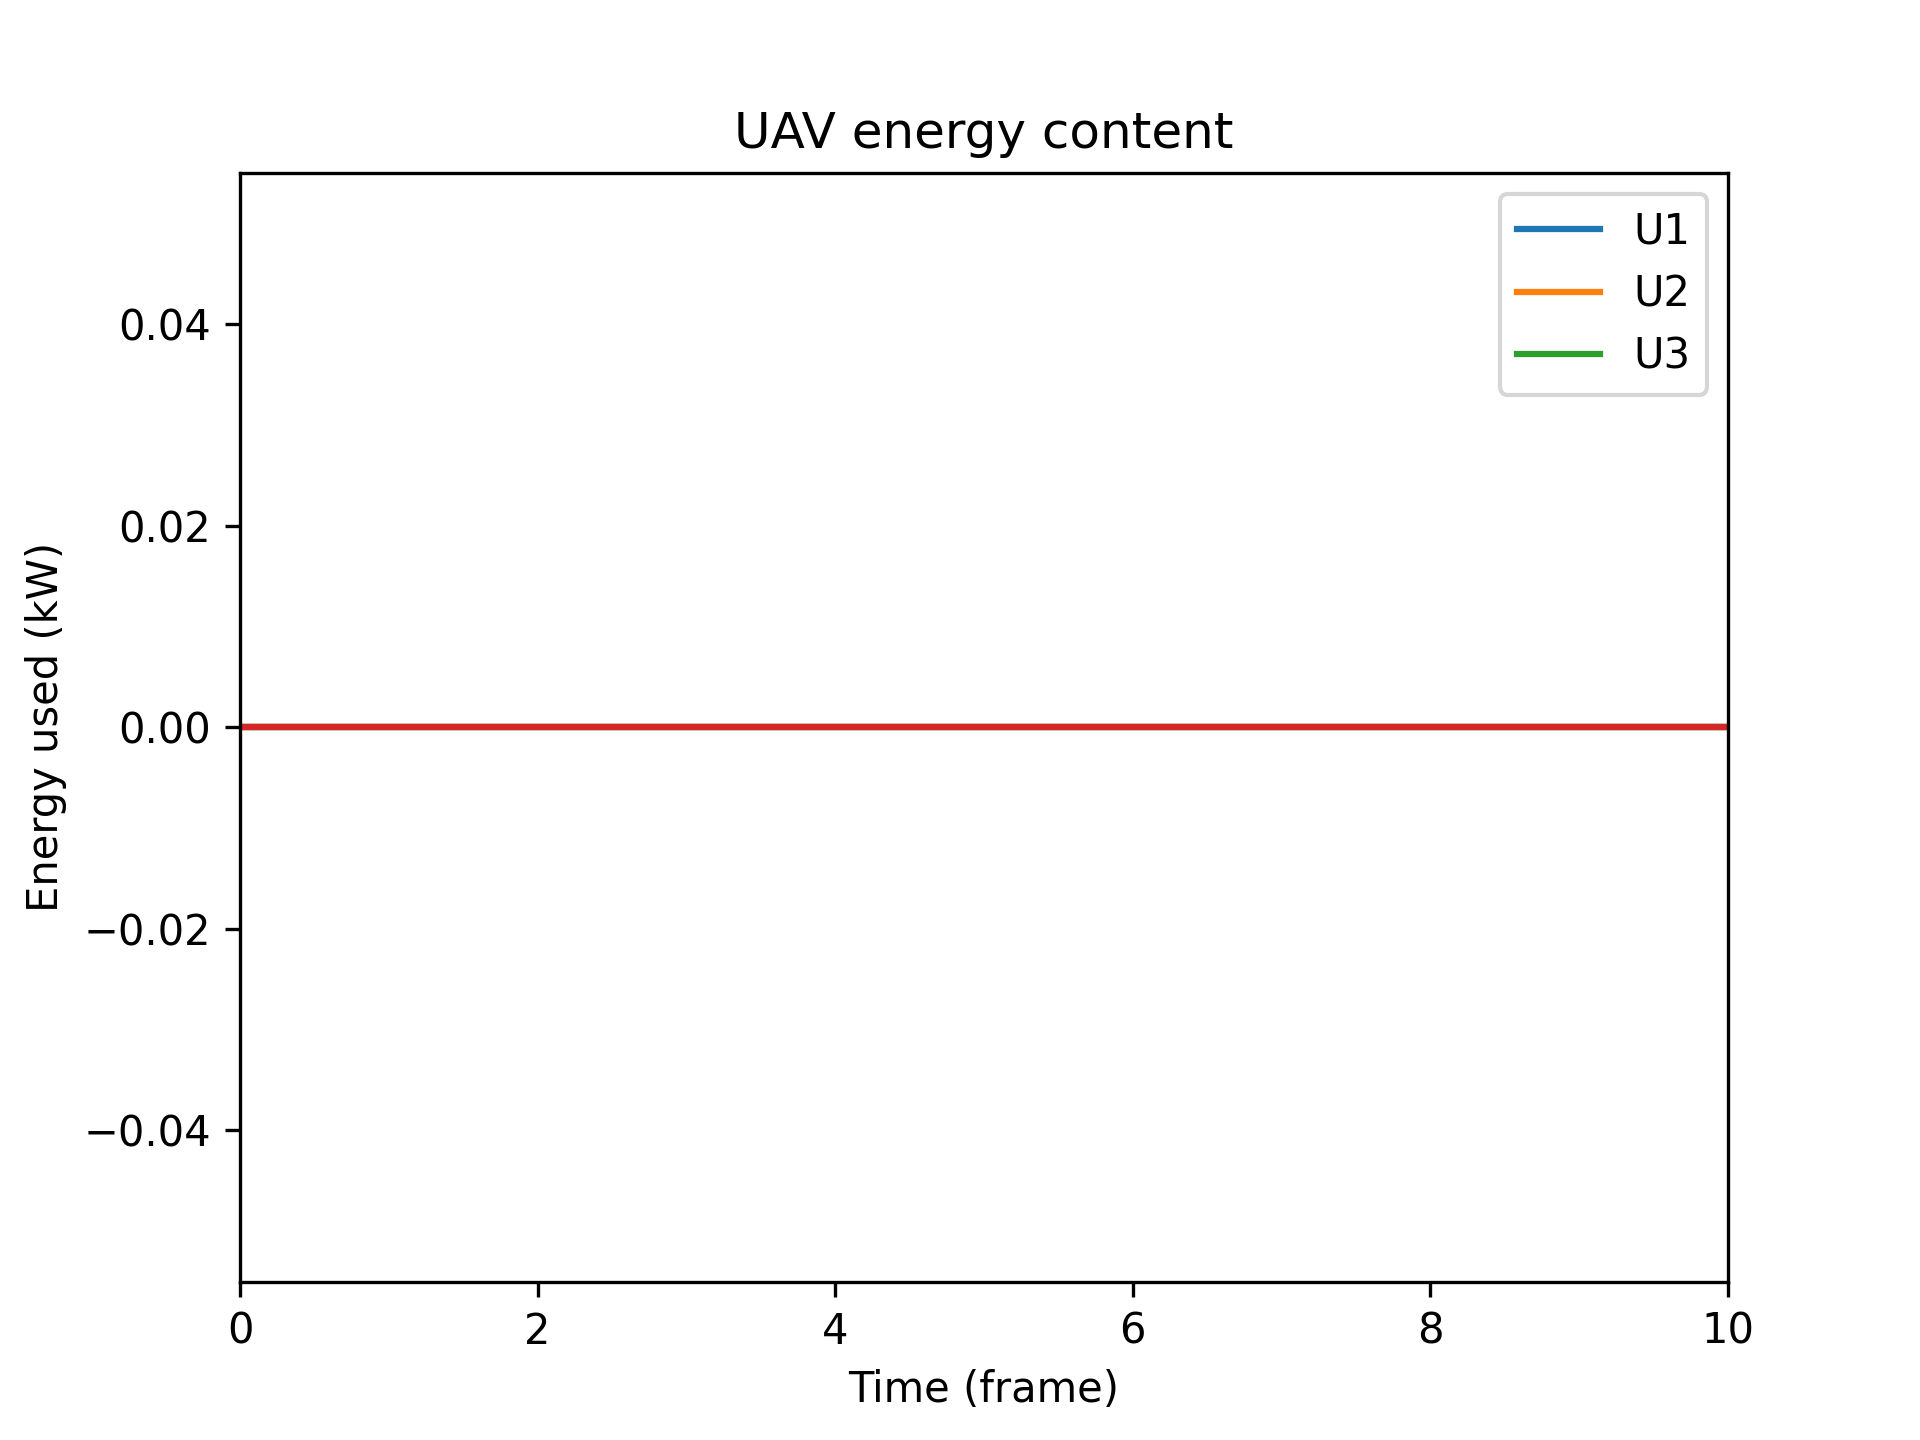 UAV energy content
U1
U2
U3
0.04
0.02
0.00
−0.02
−0.04
Energy used (kW)
0 2 4 6 8 10
Time (frame)